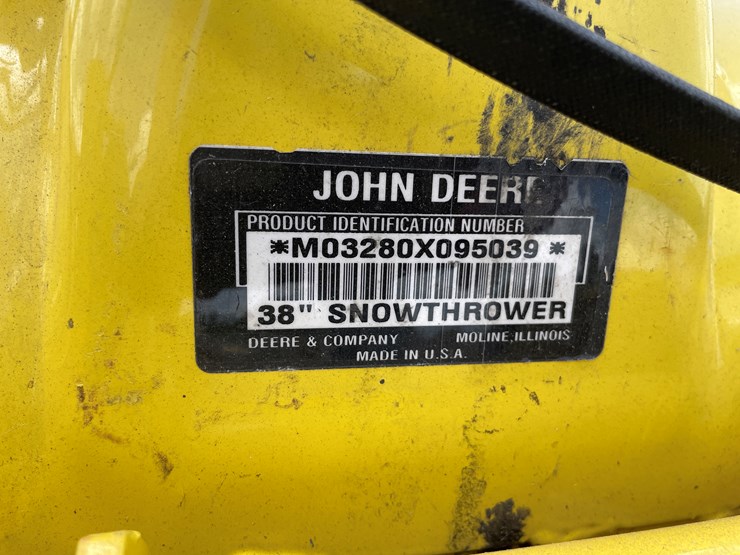 JOHN DEERE
PRODUCT IDENTIFICATION NUMBER
*M03280X095039*
38" SNOWTHROWER
DEERE & COMPANY MOLINE, ILLINOIS
MADE IN U.S.A.